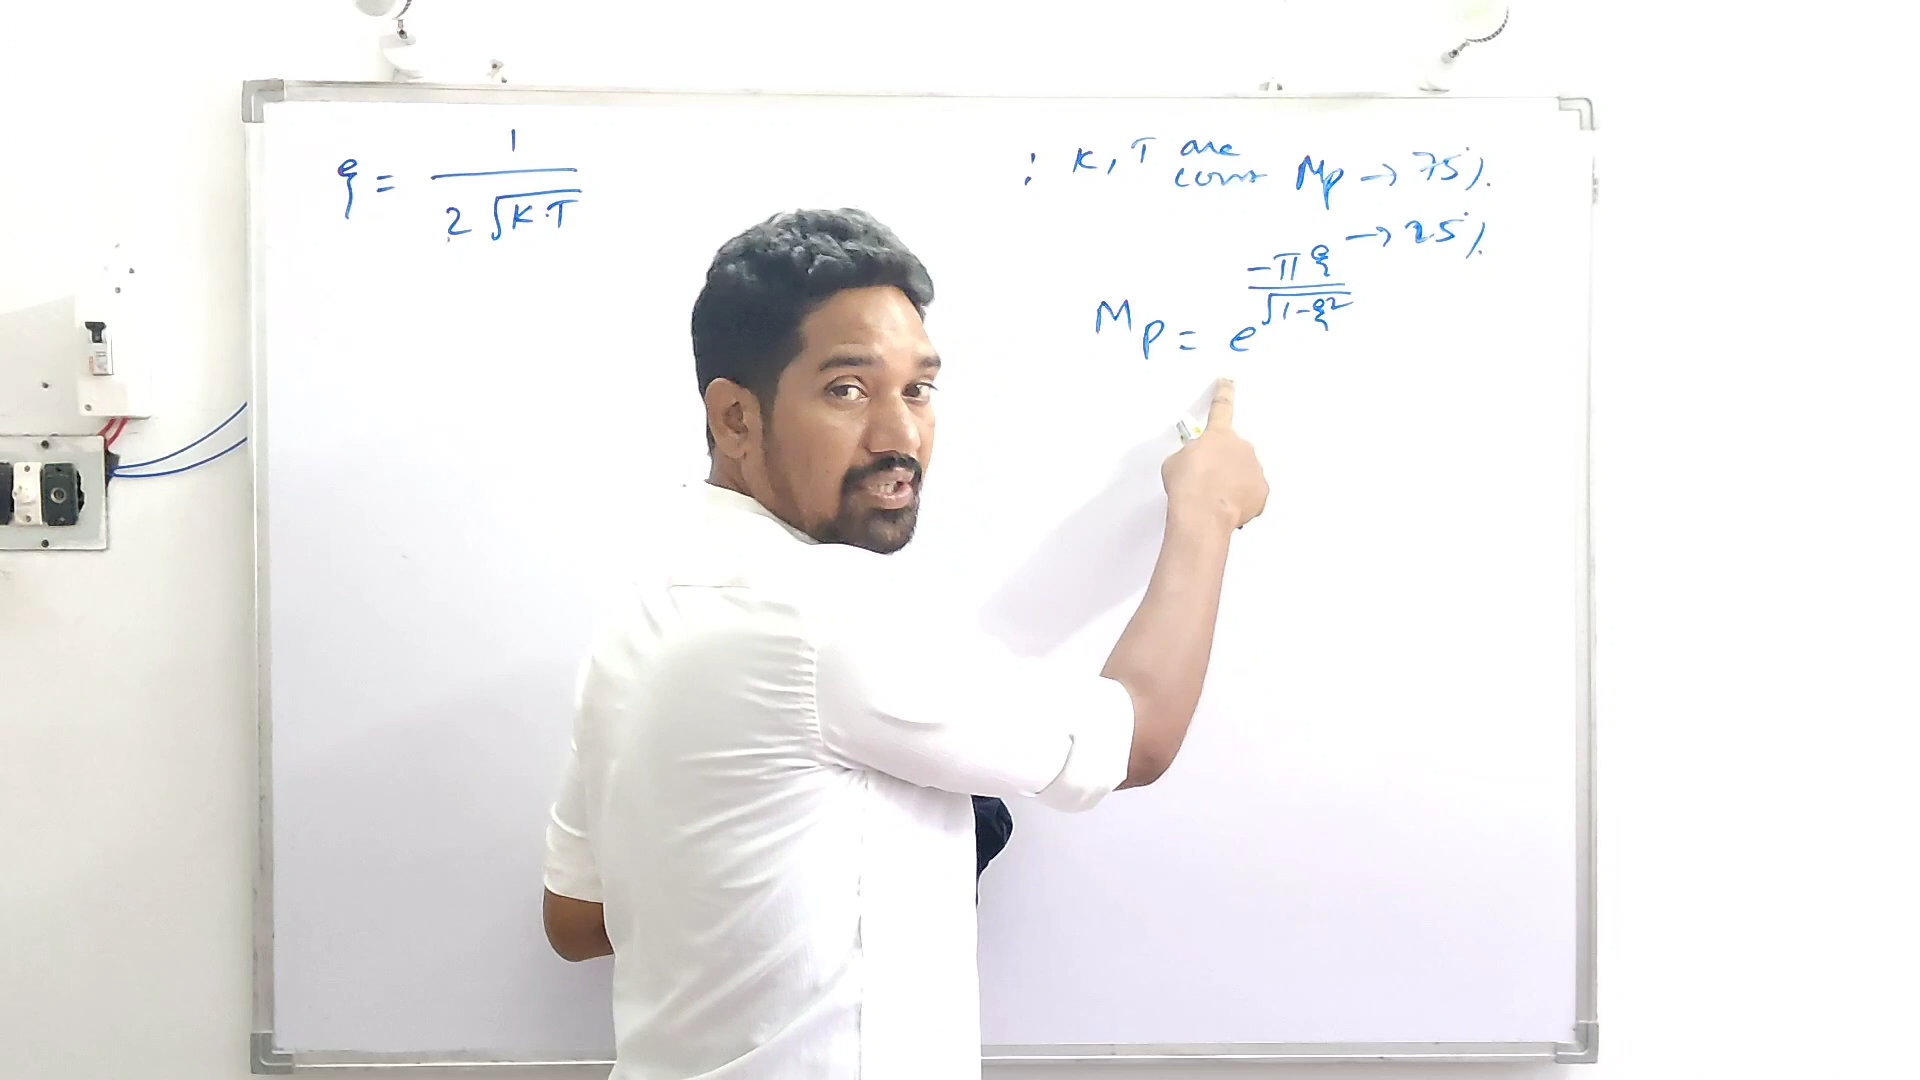 ξ = 1 / 2√K.T
: K, T are const Mp → 75%.
→ 25%.
Mp = e^(-πξ / √1-ξ²)